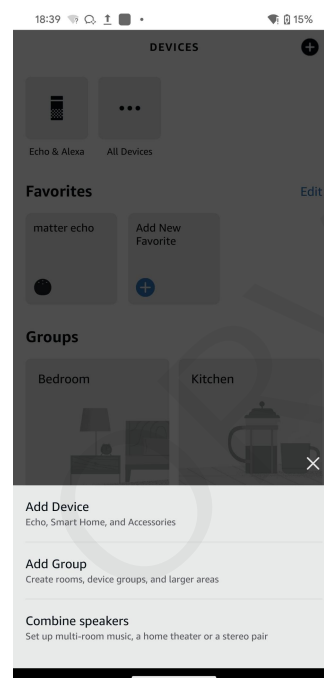 18:39
15%
DEVICES
Echo & Alexa
All Devices
Favorites
Edit
matter echo
Add New
Favorite
Groups
Bedroom
Kitchen
Add Device
Echo, Smart Home, and Accessories
Add Group
Create rooms, device groups, and larger areas
Combine speakers
Set up multi-room music, a home theater or a stereo pair